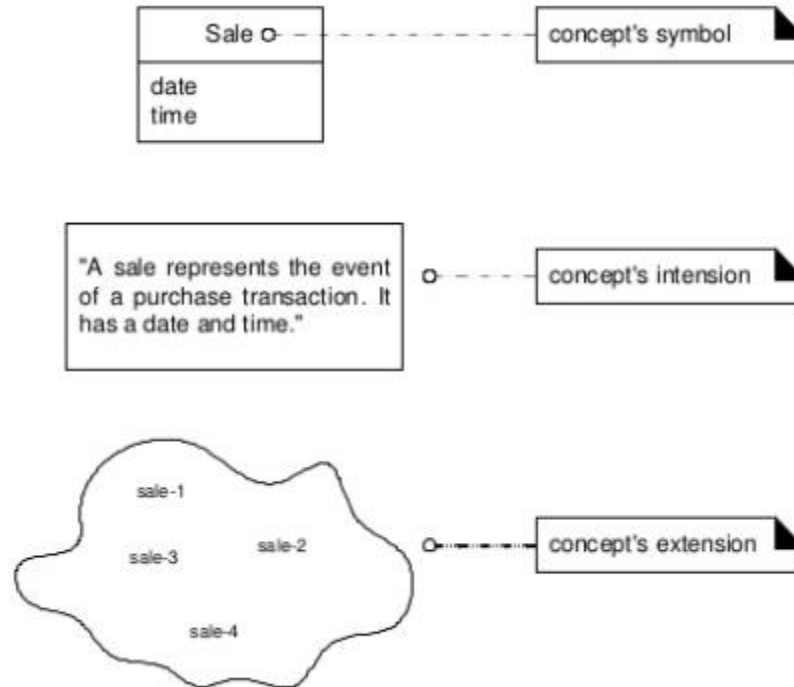 Sale
concept's symbol
date
time
"A sale represents the event
of a purchase transaction. It
has a date and time."
concept's intension
sale-1
sale-2
sale-3
concept's extension
sale-4